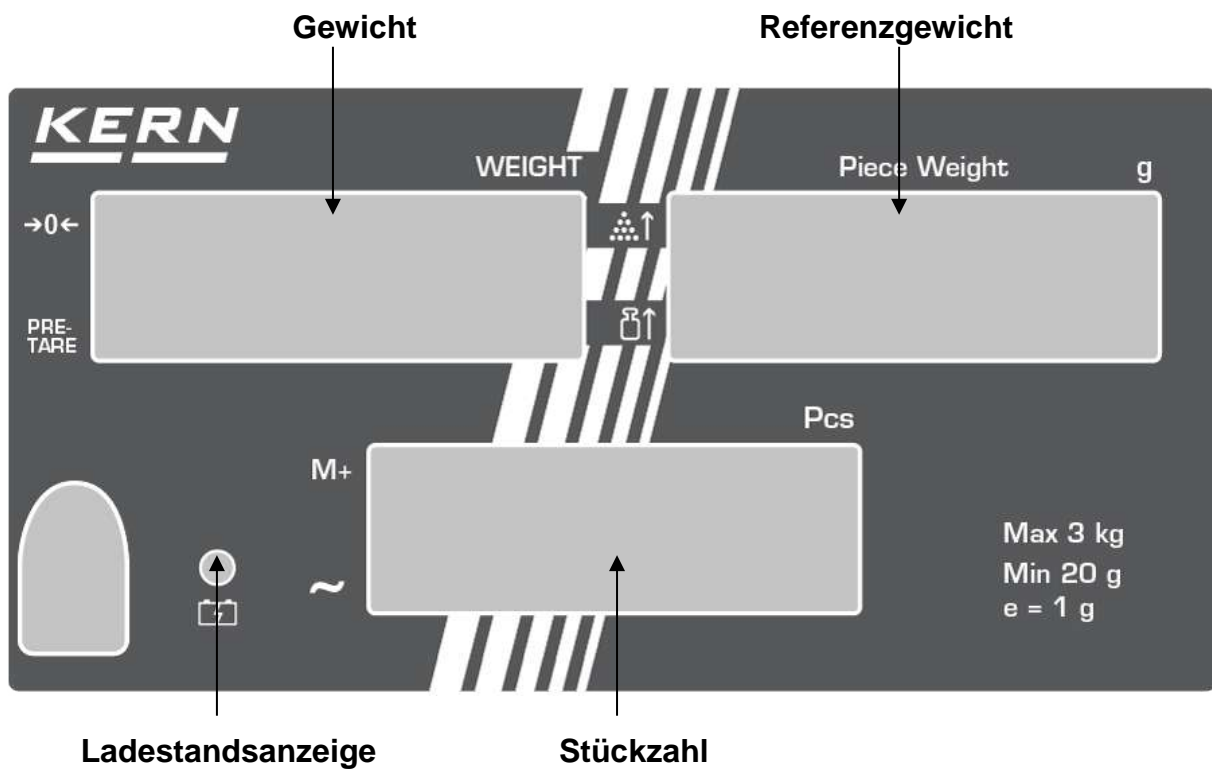 Gewicht
Referenzgewicht
KERN
WEIGHT
Piece Weight
g
→0←
PRE-
TARE
Pcs
M+
~
Max 3 kg
Min 20 g
e = 1 g
Ladestandsanzeige
Stückzahl